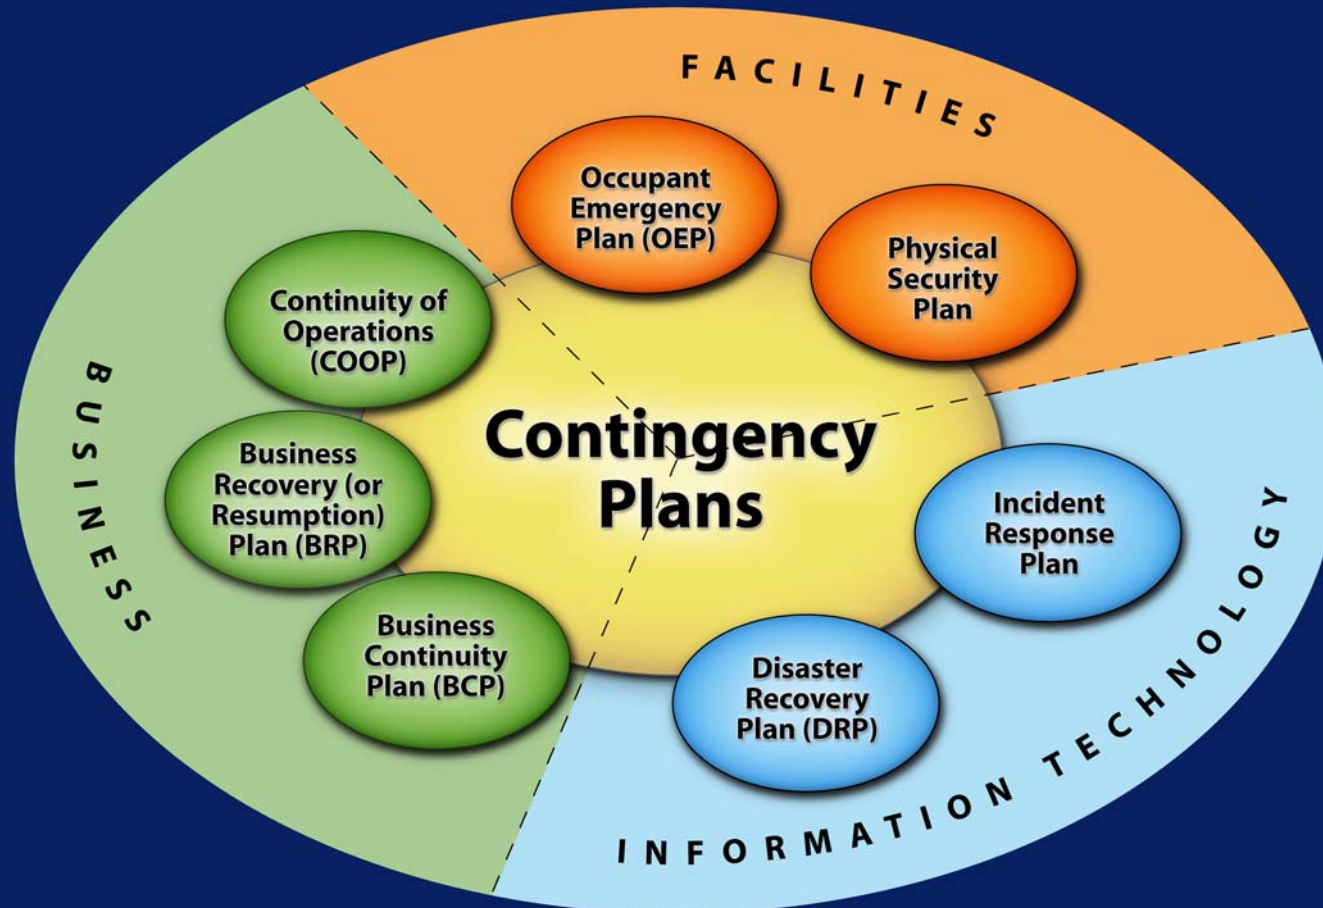 FACILITIES
Occupant
Emergency
Plan (OEP)
Physical
Security
Plan
Continuity of
Operations
(COOP)
BUSINESS
Business
Recovery (or
Resumption)
Plan (BRP)
Contingency
Plans
Incident
Response
Plan
Business
Continuity
Plan (BCP)
Disaster
Recovery
Plan (DRP)
INFORMATION TECHNOLOGY